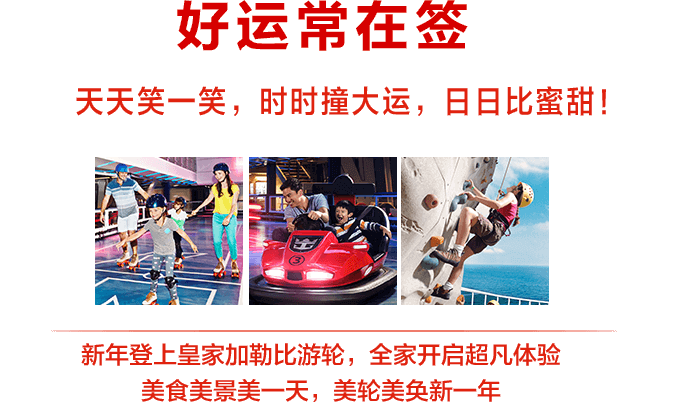 好运常在签
天天笑一笑，时时撞大运，日日比蜜甜！
3
新年登上皇家加勒比游轮，全家开启超凡体验
美食美景美一天，美轮美奂新一年